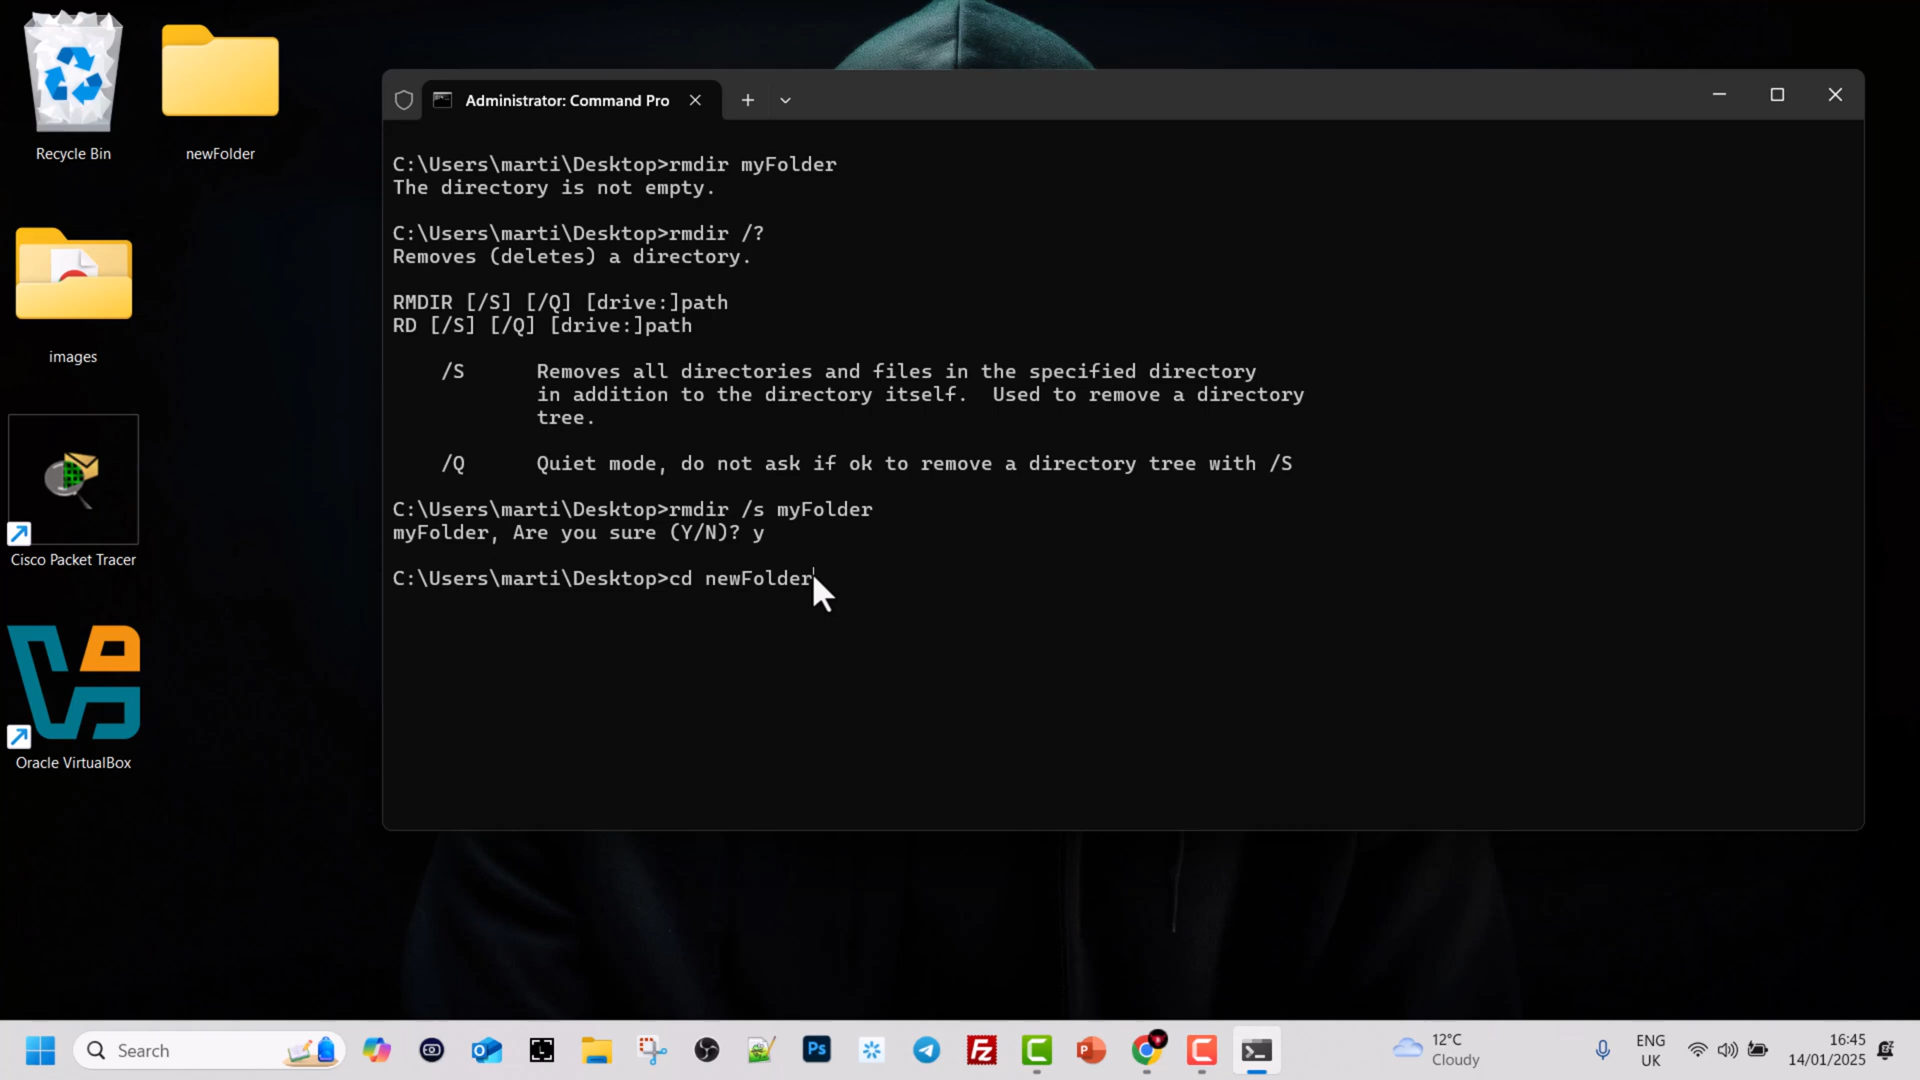 Recycle Bin
newFolder
images
Cisco Packet Tracer
Oracle VirtualBox
Administrator: Command Pro
C:\Users\marti\Desktop>rmdir myFolder
The directory is not empty.
C:\Users\marti\Desktop>rmdir /?
Removes (deletes) a directory.
RMDIR [/S] [/Q] [drive:]path
RD [/S] [/Q] [drive:]path
/S Removes all directories and files in the specified directory
in addition to the directory itself.  Used to remove a directory
tree.
/Q Quiet mode, do not ask if ok to remove a directory tree with /S
C:\Users\marti\Desktop>rmdir /s myFolder
myFolder, Are you sure (Y/N)? y
C:\Users\marti\Desktop>cd newFolder
Search
Ps
Fz
C
P
C
12°C
Cloudy
ENG
UK
16:45
14/01/2025